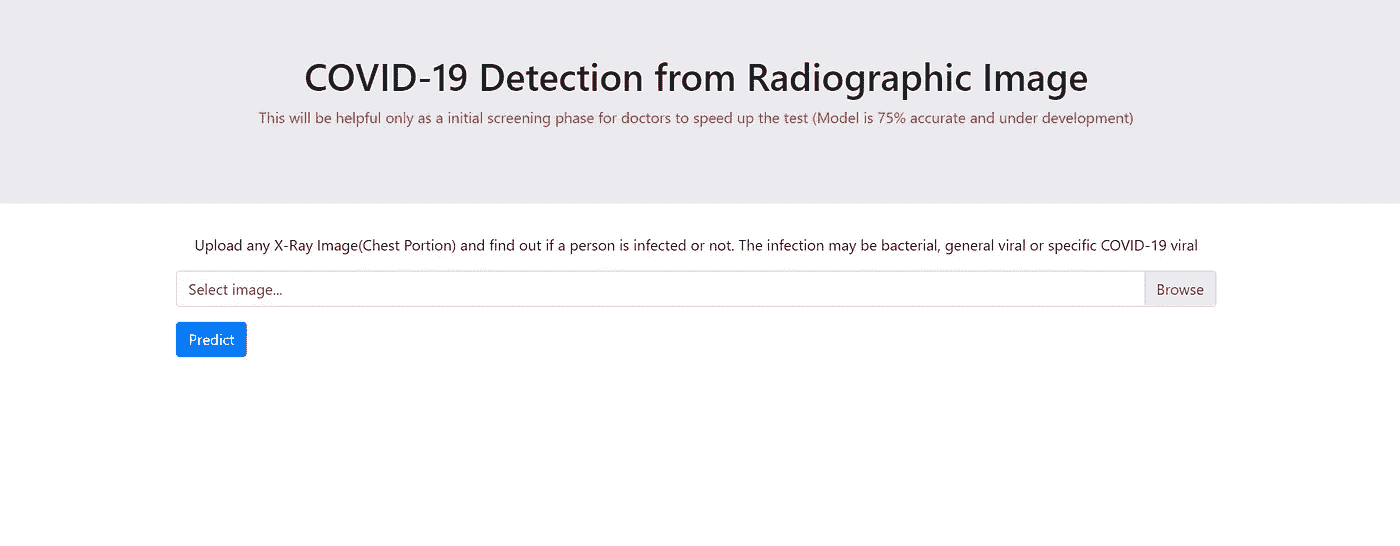 COVID-19 Detection from Radiographic Image
This will be helpful only as a initial screening phase for doctors to speed up the test (Model is 75% accurate and under development)
Upload any X-Ray Image(Chest Portion) and find out if a person is infected or not. The infection may be bacterial, general viral or specific COVID-19 viral
Select image... Browse
Predict